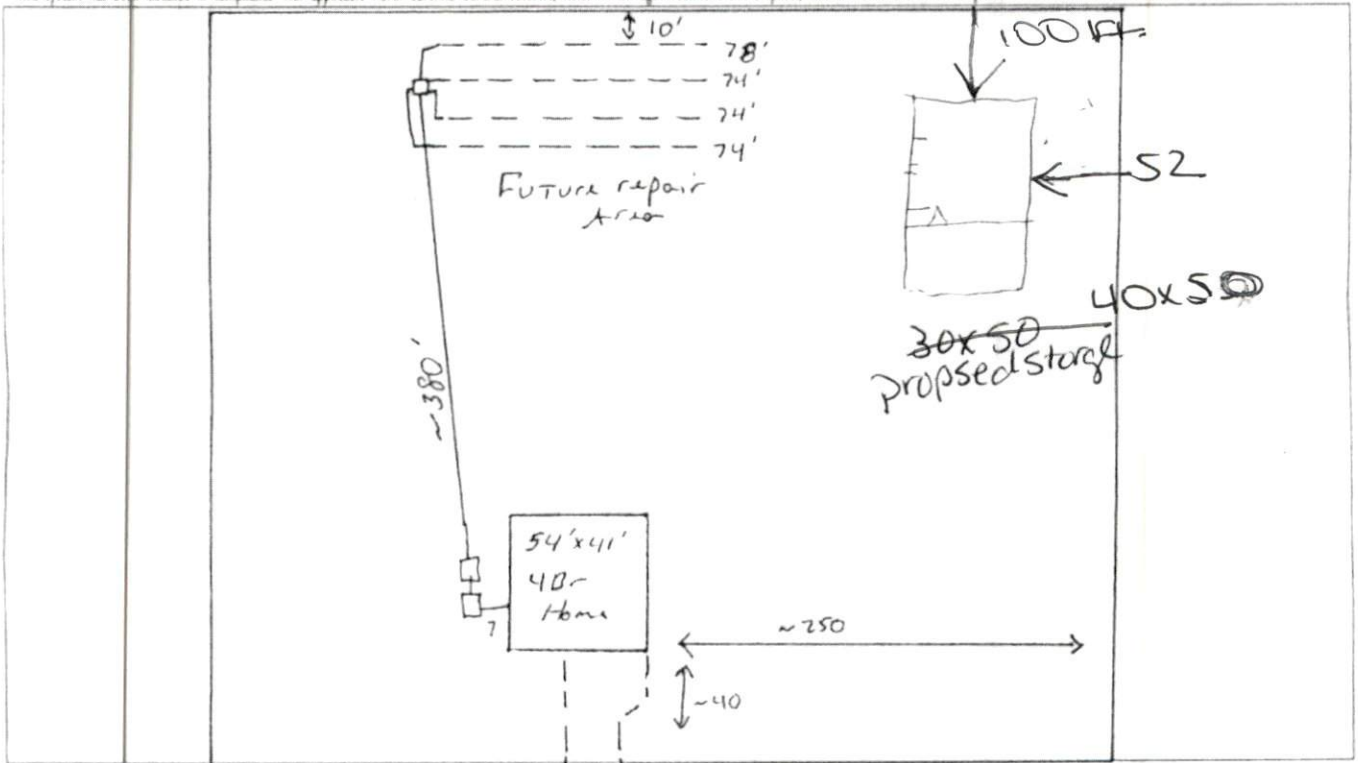 10'
78'
74'
74'
74'
Future repair
Area
100 Ft.
52
40x50
30x50
propsed storge
~380'
54'x41'
4Br
Home
7
~250
~40